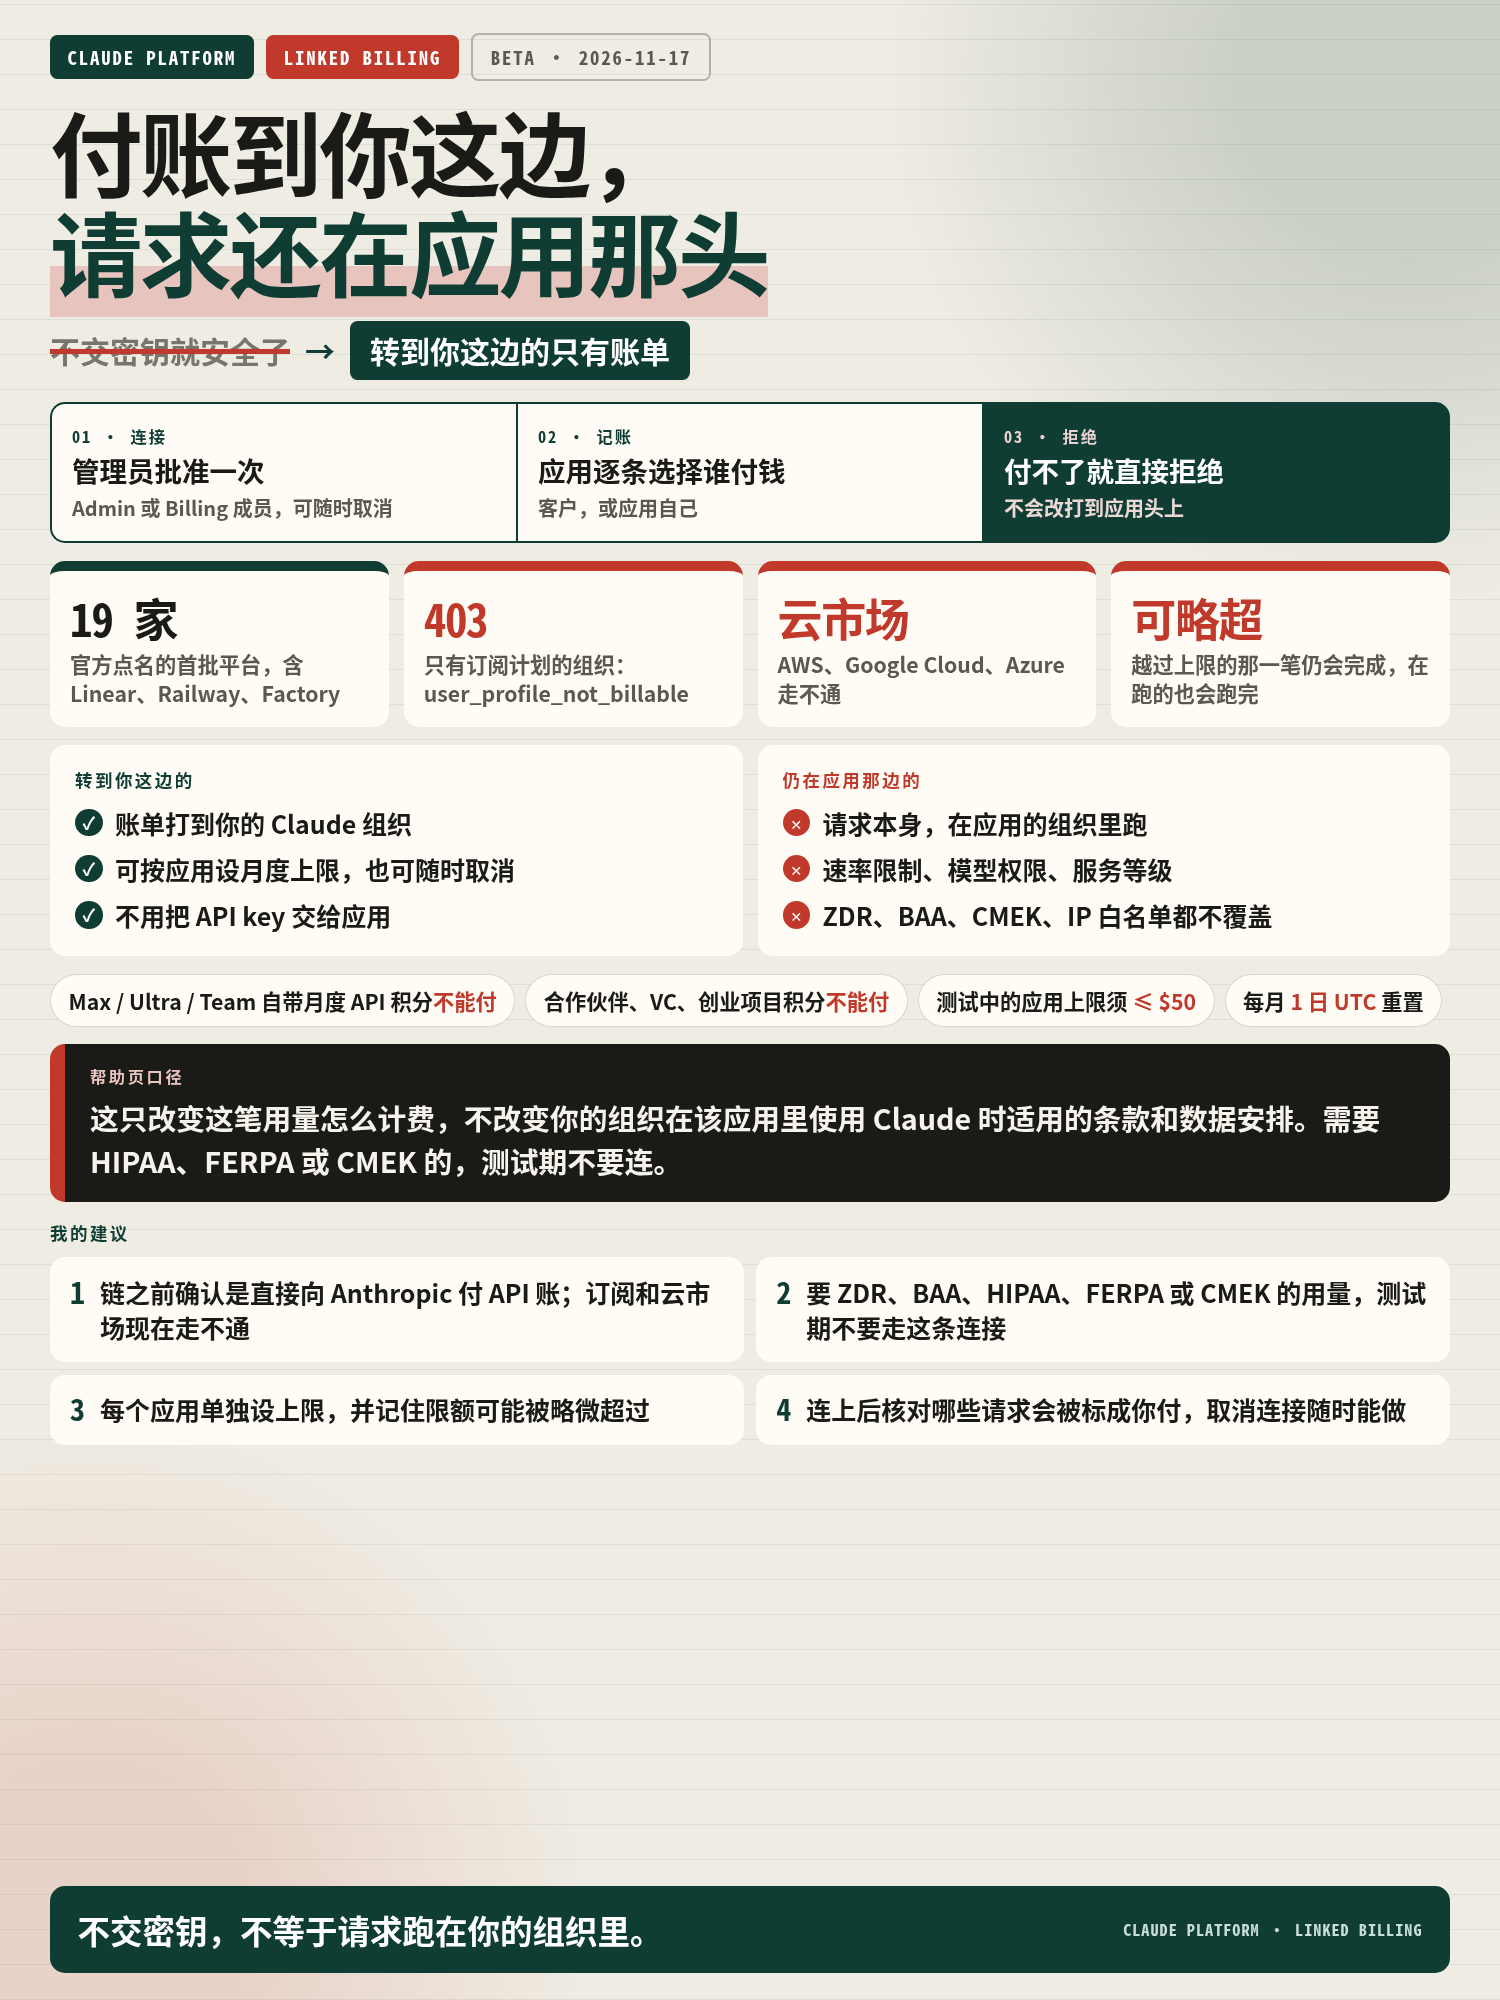 CLAUDE PLATFORM
LINKED BILLING
BETA · 2026-11-17
付账到你这边，
请求还在应用那头
不交密钥就安全了 → 转到你这边的只有账单
01 · 连接
管理员批准一次
Admin 或 Billing 成员，可随时取消
02 · 记账
应用逐条选择谁付钱
客户，或应用自己
03 · 拒绝
付不了就直接拒绝
不会改打到应用头上
19 家
官方点名的首批平台，含
Linear、Railway、Factory
403
只有订阅计划的组织：
user_profile_not_billable
云市场
AWS、Google Cloud、Azure
走不通
可略超
越过上限的那一笔仍会完成，在
跑的也会跑完
转到你这边的
✓ 账单打到你的 Claude 组织
✓ 可按应用设月度上限，也可随时取消
✓ 不用把 API key 交给应用
仍在应用那边的
× 请求本身，在应用的组织里跑
× 速率限制、模型权限、服务等级
× ZDR、BAA、CMEK、IP 白名单都不覆盖
Max / Ultra / Team 自带月度 API 积分不能付
合作伙伴、VC、创业项目积分不能付
测试中的应用上限须 ≤ $50
每月 1 日 UTC 重置
帮助页口径
这只改变这笔用量怎么计费，不改变你的组织在该应用里使用 Claude 时适用的条款和数据安排。需要
HIPAA、FERPA 或 CMEK 的，测试期不要连。
我的建议
1 链之前确认是直接向 Anthropic 付 API 账；订阅和云市
场现在走不通
2 要 ZDR、BAA、HIPAA、FERPA 或 CMEK 的用量，测试
期不要走这条连接
3 每个应用单独设上限，并记住限额可能被略微超过
4 连上后核对哪些请求会被标成你付，取消连接随时能做
不交密钥，不等于请求跑在你的组织里。
CLAUDE PLATFORM · LINKED BILLING